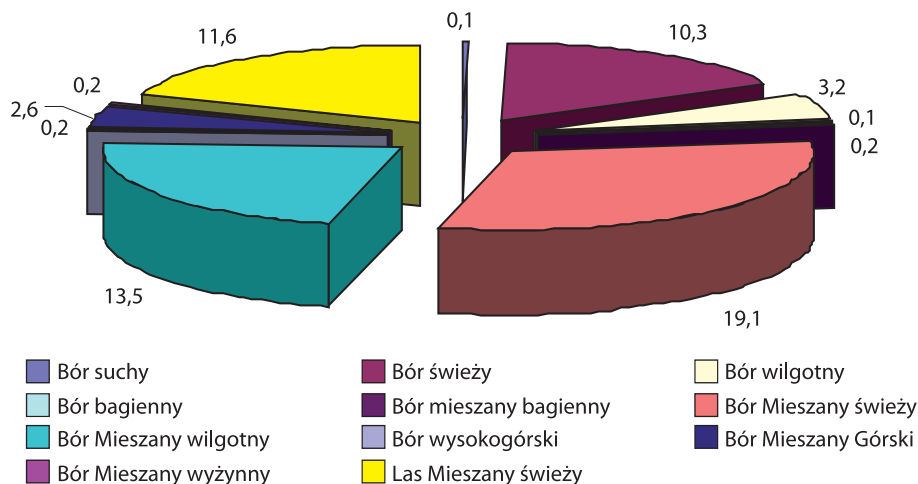 0,1
11,6
10,3
0,2
3,2
2,6
0,1
0,2
0,2
13,5
19,1
Bór suchy
Bór świeży
Bór wilgotny
Bór bagienny
Bór mieszany bagienny
Bór Mieszany świeży
Bór Mieszany wilgotny
Bór wysokogórski
Bór Mieszany Górski
Bór Mieszany wyżynny
Las Mieszany świeży